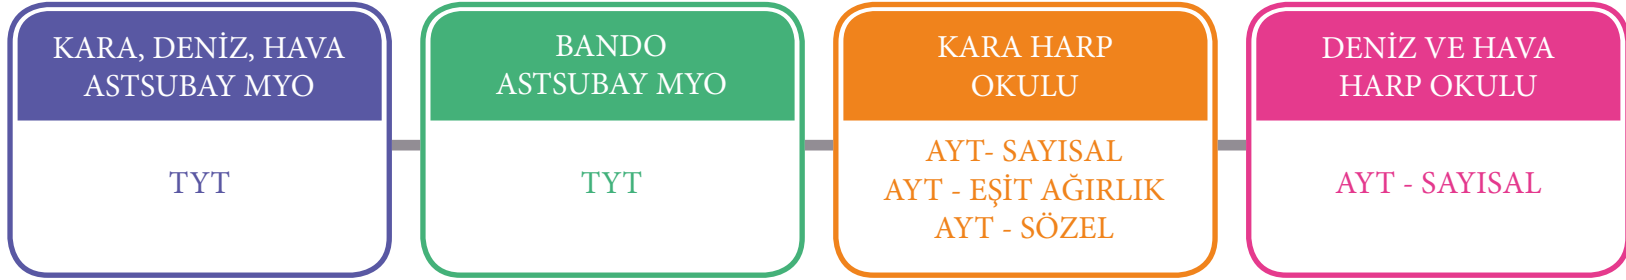 KARA, DENİZ, HAVA
ASTSUBAY MYO
TYT
BANDO
ASTSUBAY MYO
TYT
KARA HARP
OKULU
AYT- SAYISAL
AYT - EŞİT AĞIRLIK
AYT - SÖZEL
DENİZ VE HAVA
HARP OKULU
AYT - SAYISAL